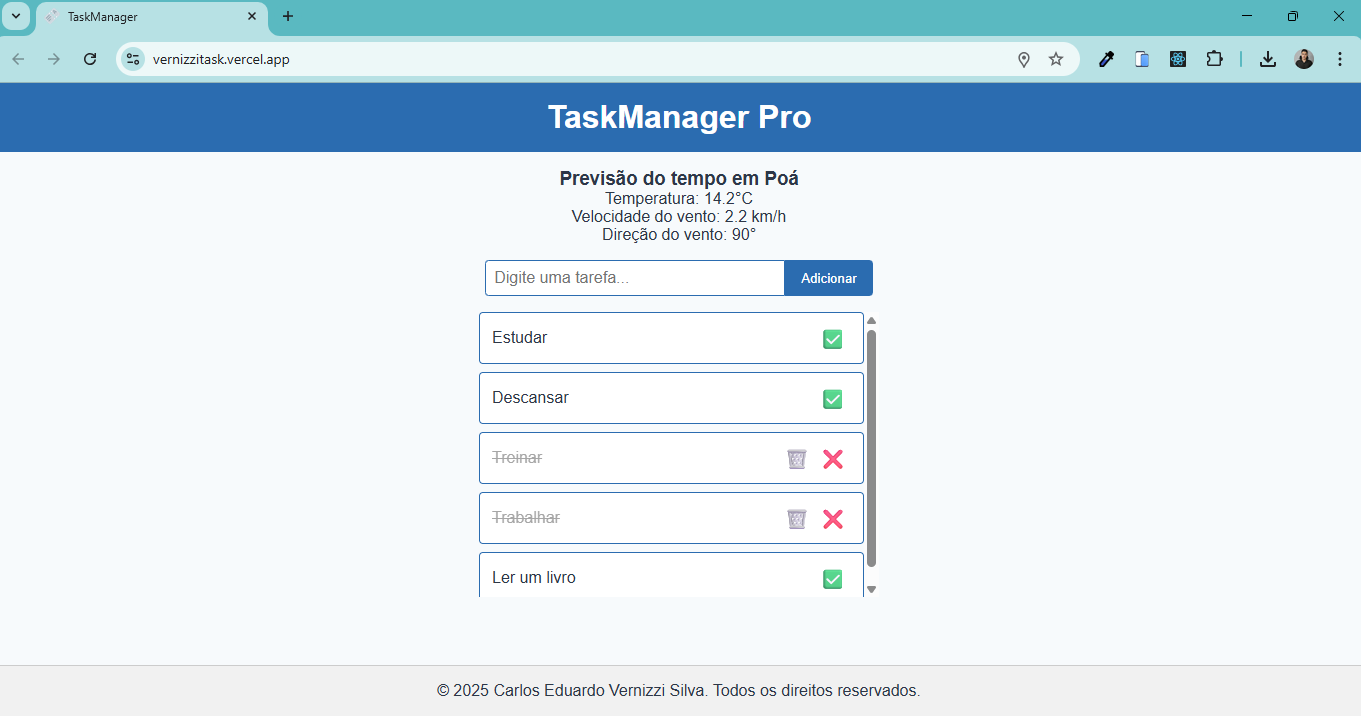 TaskManager
vernizzitask.vercel.app
TaskManager Pro
Previsão do tempo em Poá
Temperatura: 14.2°C
Velocidade do vento: 2.2 km/h
Direção do vento: 90°
Digite uma tarefa...
Adicionar
Estudar
Descansar
Treinar
Trabalhar
Ler um livro
© 2025 Carlos Eduardo Vernizzi Silva. Todos os direitos reservados.